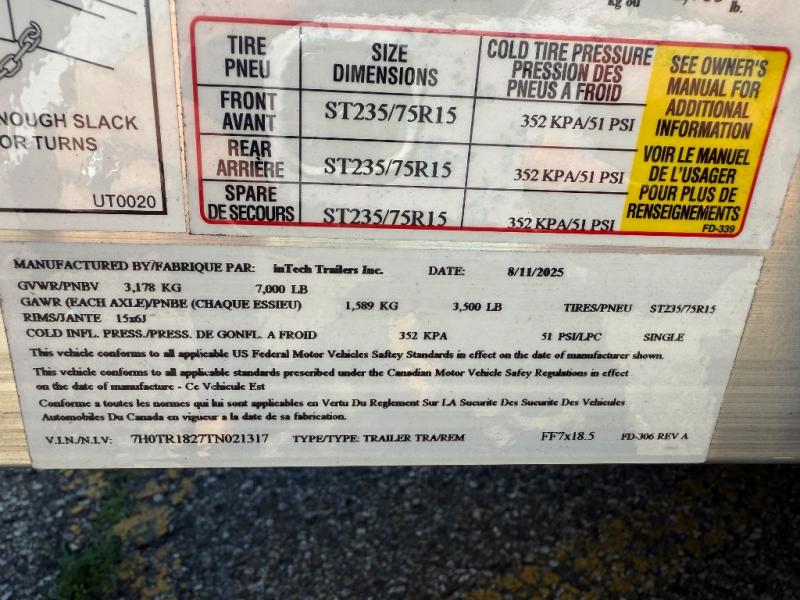 kg ou
lb.
NOUGH SLACK
OR TURNS
UT0020
TIRE PNEU SIZE DIMENSIONS COLD TIRE PRESSURE PRESSION DES PNEUS A FROID
FRONT AVANT ST235/75R15 352 KPA/51 PSI
REAR ARRIÈRE ST235/75R15 352 KPA/51 PSI
SPARE DE SECOURS ST235/75R15 352 KPA/51 PSI
SEE OWNER'S
MANUAL FOR
ADDITIONAL
INFORMATION
VOIR LE MANUEL
DE L'USAGER
POUR PLUS DE
RENSEIGNEMENTS
FD-339
MANUFACTURED BY/FABRIQUE PAR: inTech Trailers Inc. DATE: 8/11/2025
GVWR/PNBV 3,178 KG 7,000 LB
GAWR (EACH AXLE)/PNBE (CHAQUE ESSIEU) 1,589 KG 3,500 LB TIRES/PNEU ST235/75R15
RIMS/JANTE 15x6J
COLD INFL. PRESS./PRESS. DE GONFL. A FROID 352 KPA 51 PSI/LPC SINGLE
This vehicle conforms to all applicable US Federal Motor Vehicles Saftey Standards in effect on the date of manufacturer shown.
This vehicle conforms to all applicable standards prescribed under the Canadian Motor Vehicle Safey Regulations in effect
on the date of manufacture - Ce Vehicule Est
Conforme a toutes les normes qui lui sont applicables en Vertu Du Reglement Sur LA Sucurite Des Sucurite Des Vehicules
Automobiles Du Canada en vigueur a la date de sa fabrication.
V.I.N./N.I.V: 7H0TR1827TN021317 TYPE/TYPE: TRAILER TRA/REM FF7x18.5 FD-306 REV A